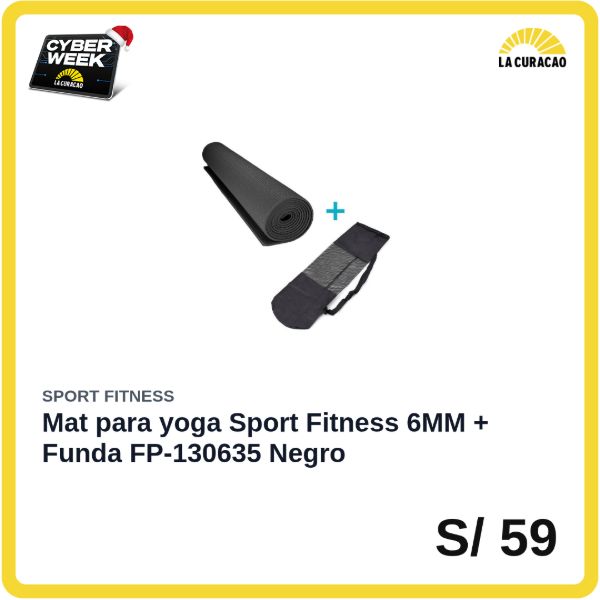 CYBER
WEEK
LA CURACAO
LA CURACAO
+
SPORT FITNESS
Mat para yoga Sport Fitness 6MM +
Funda FP-130635 Negro
S/ 59